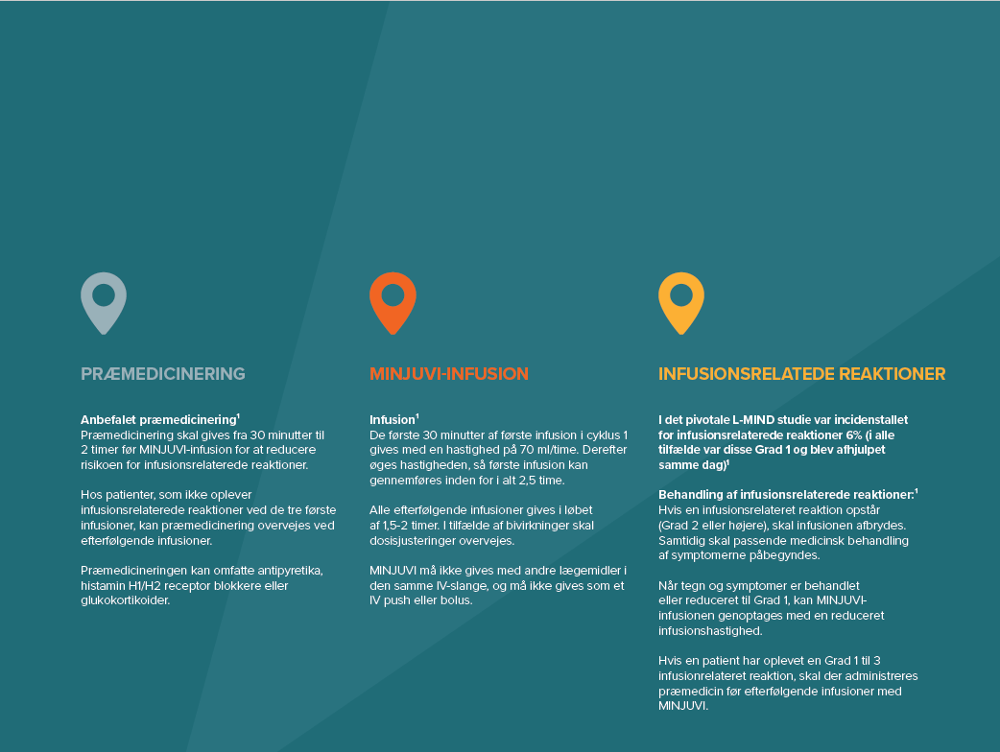 PRÆMEDICINERING
Anbefalet præmedicinering¹
Præmedicinering skal gives fra 30 minutter til
2 timer før MINJUVI-infusion for at reducere
risikoen for infusionsrelaterede reaktioner.
Hos patienter, som ikke oplever
infusionsrelaterede reaktioner ved de tre første
infusioner, kan præmedicinering overvejes ved
efterfølgende infusioner.
Præmedicineringen kan omfatte antipyretika,
histamin H1/H2 receptor blokkere eller
glukokortikoider.
MINJUVI-INFUSION
Infusion¹
De første 30 minutter af første infusion i cyklus 1
gives med en hastighed på 70 ml/time. Derefter
øges hastigheden, så første infusion kan
gennemføres inden for i alt 2,5 time.
Alle efterfølgende infusioner gives i løbet
af 1,5-2 timer. I tilfælde af bivirkninger skal
dosisjusteringer overvejes.
MINJUVI må ikke gives med andre lægemidler i
den samme IV-slange, og må ikke gives som et
IV push eller bolus.
INFUSIONSRELATEDE REAKTIONER
I det pivotale L-MIND studie var incidenstallet
for infusionsrelaterede reaktioner 6% (i alle
tilfælde var disse Grad 1 og blev afhjulpet
samme dag)¹
Behandling af infusionsrelaterede reaktioner:¹
Hvis en infusionsrelateret reaktion opstår
(Grad 2 eller højere), skal infusionen afbrydes.
Samtidig skal passende medicinsk behandling
af symptomerne påbegyndes.
Når tegn og symptomer er behandlet
eller reduceret til Grad 1, kan MINJUVI-
infusionen genoptages med en reduceret
infusionshastighed.
Hvis en patient har oplevet en Grad 1 til 3
infusionrelateret reaktion, skal der administreres
præmedicin før efterfølgende infusioner med
MINJUVI.